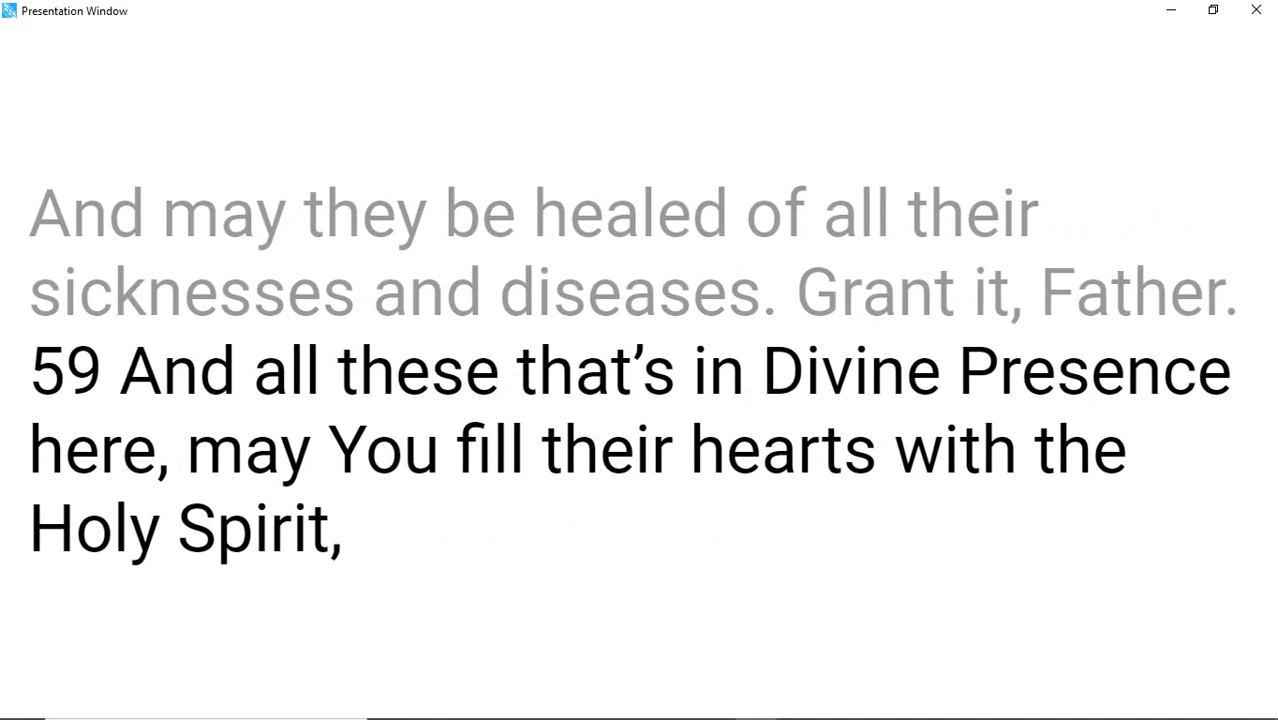 Presentation Window
And may they be healed of all their
sicknesses and diseases. Grant it, Father.
59 And all these that’s in Divine Presence
here, may You fill their hearts with the
Holy Spirit,